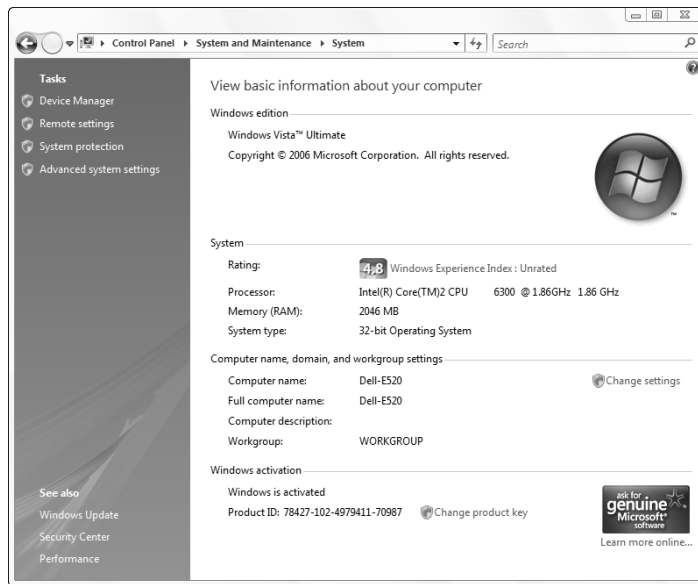 Control Panel ▸ System and Maintenance ▸ System
Search
Tasks
Device Manager
Remote settings
System protection
Advanced system settings
View basic information about your computer
Windows edition
Windows Vista™ Ultimate
Copyright © 2006 Microsoft Corporation. All rights reserved.
TM
System
Rating: 4,8 Windows Experience Index : Unrated
Processor: Intel(R) Core(TM)2 CPU 6300 @ 1.86GHz 1.86 GHz
Memory (RAM): 2046 MB
System type: 32-bit Operating System
Computer name, domain, and workgroup settings
Computer name: Dell-E520 Change settings
Full computer name: Dell-E520
Computer description:
Workgroup: WORKGROUP
Windows activation
Windows is activated
Product ID: 78427-102-4979411-70987 Change product key
ask for
genuine
Microsoft®
software
Learn more online...
See also
Windows Update
Security Center
Performance